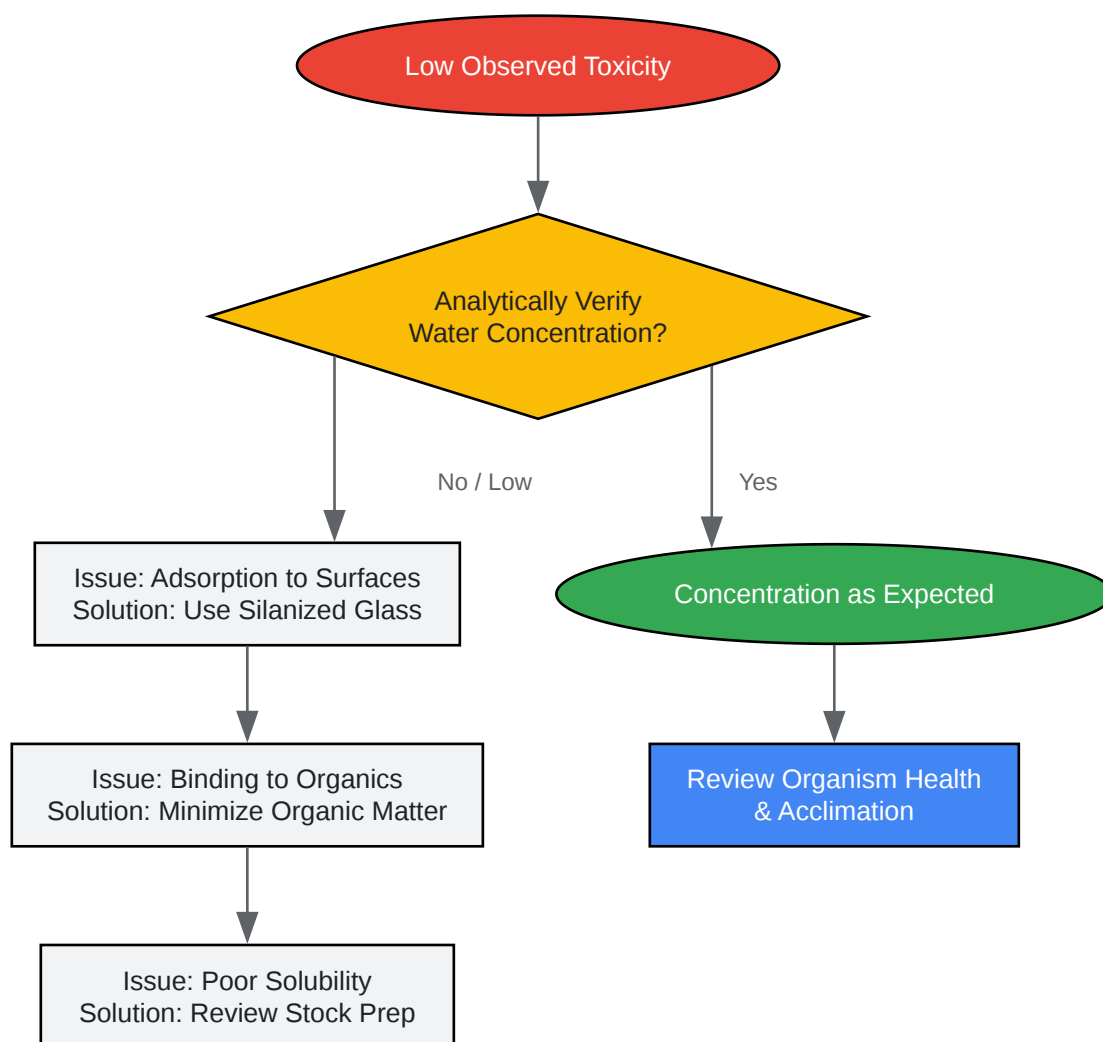 Low Observed Toxicity
Analytically Verify
Water Concentration?
No / Low
Yes
Issue: Adsorption to Surfaces
Solution: Use Silanized Glass
Concentration as Expected
Issue: Binding to Organics
Solution: Minimize Organic Matter
Review Organism Health
& Acclimation
Issue: Poor Solubility
Solution: Review Stock Prep